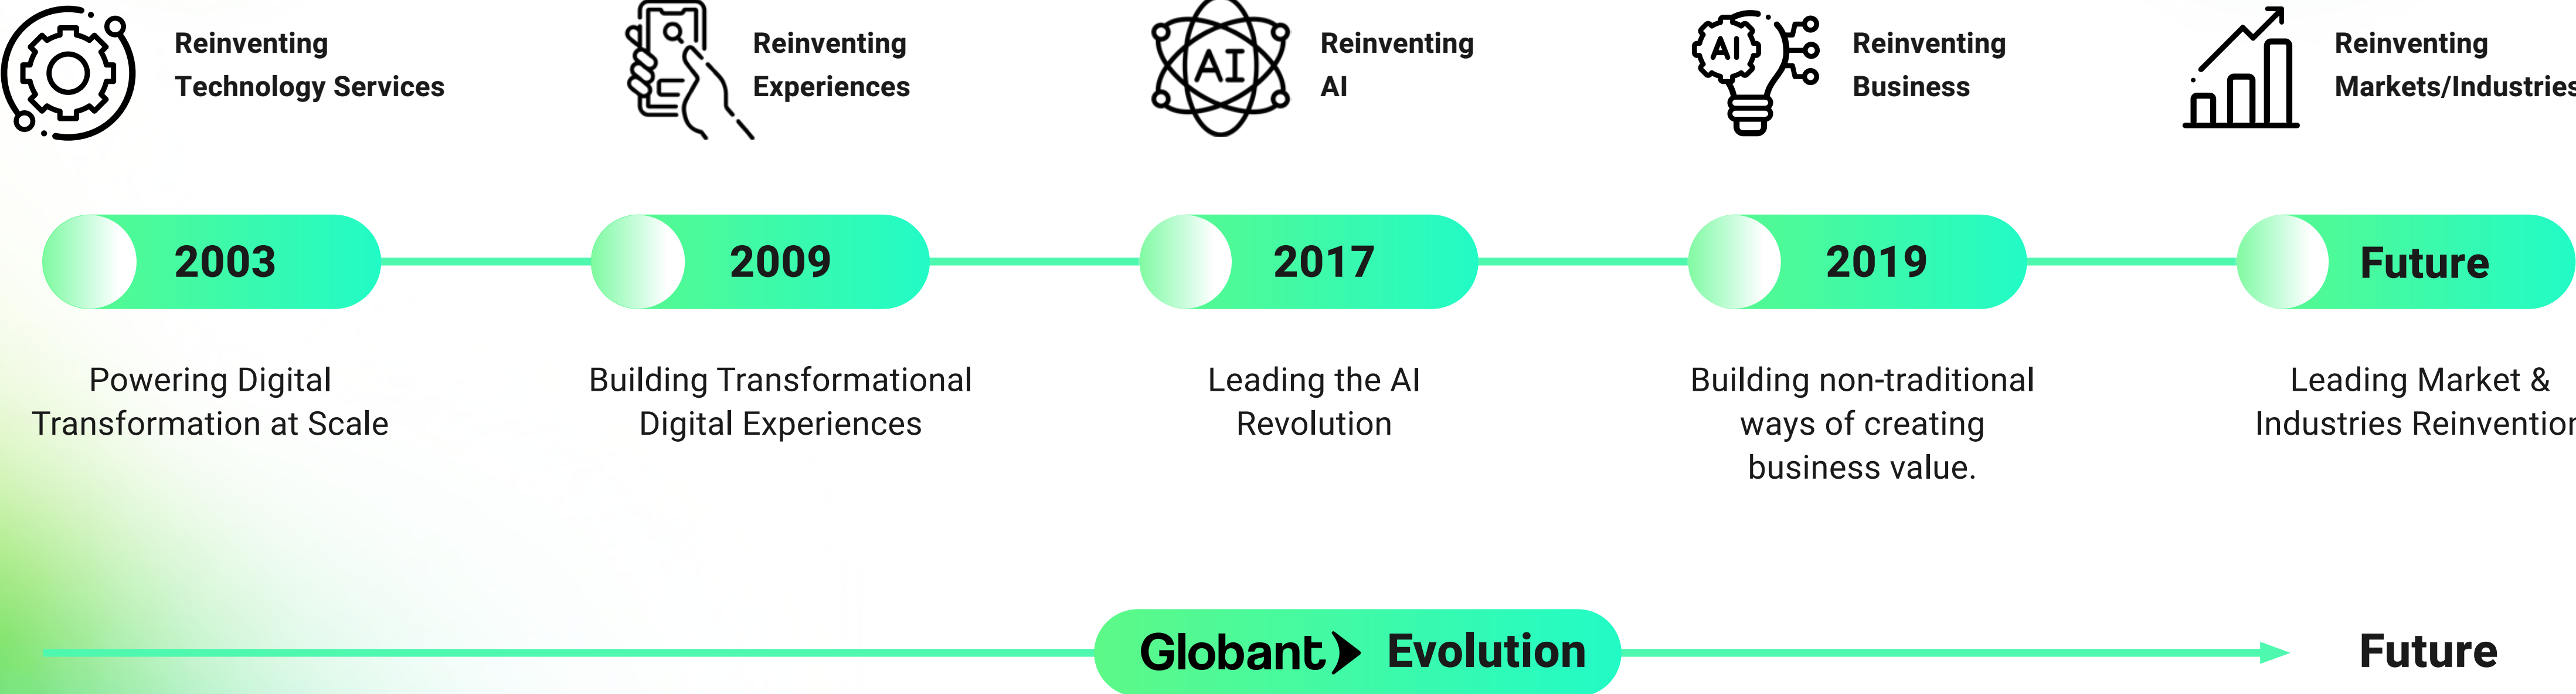 Reinventing
Technology Services
Reinventing
Experiences
AI
Reinventing
AI
AI
Reinventing
Business
Reinventing
Markets/Industries
2003
2009
2017
2019
Future
Powering Digital
Transformation at Scale
Building Transformational
Digital Experiences
Leading the AI
Revolution
Building non-traditional
ways of creating
business value.
Leading Market &
Industries Reinvention
Globant Evolution
Future